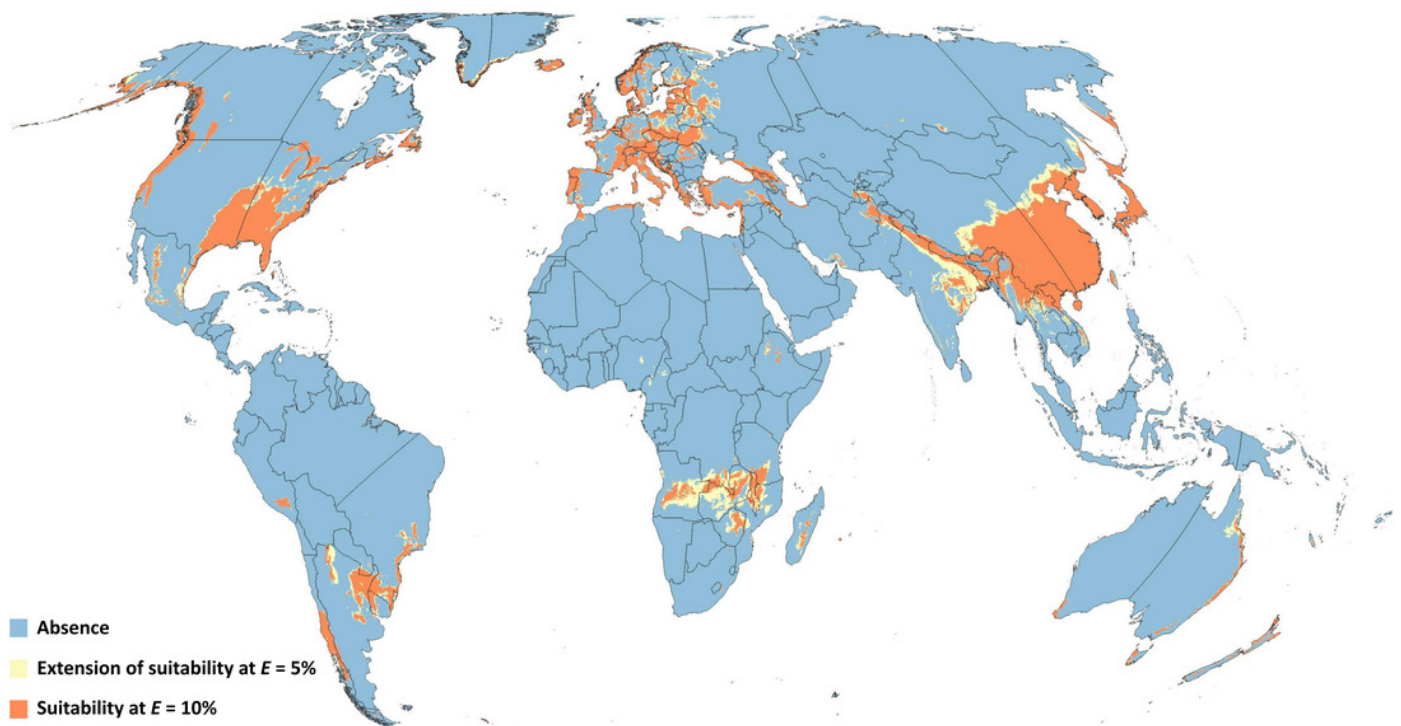 Absence
Extension of suitability at E = 5%
Suitability at E = 10%